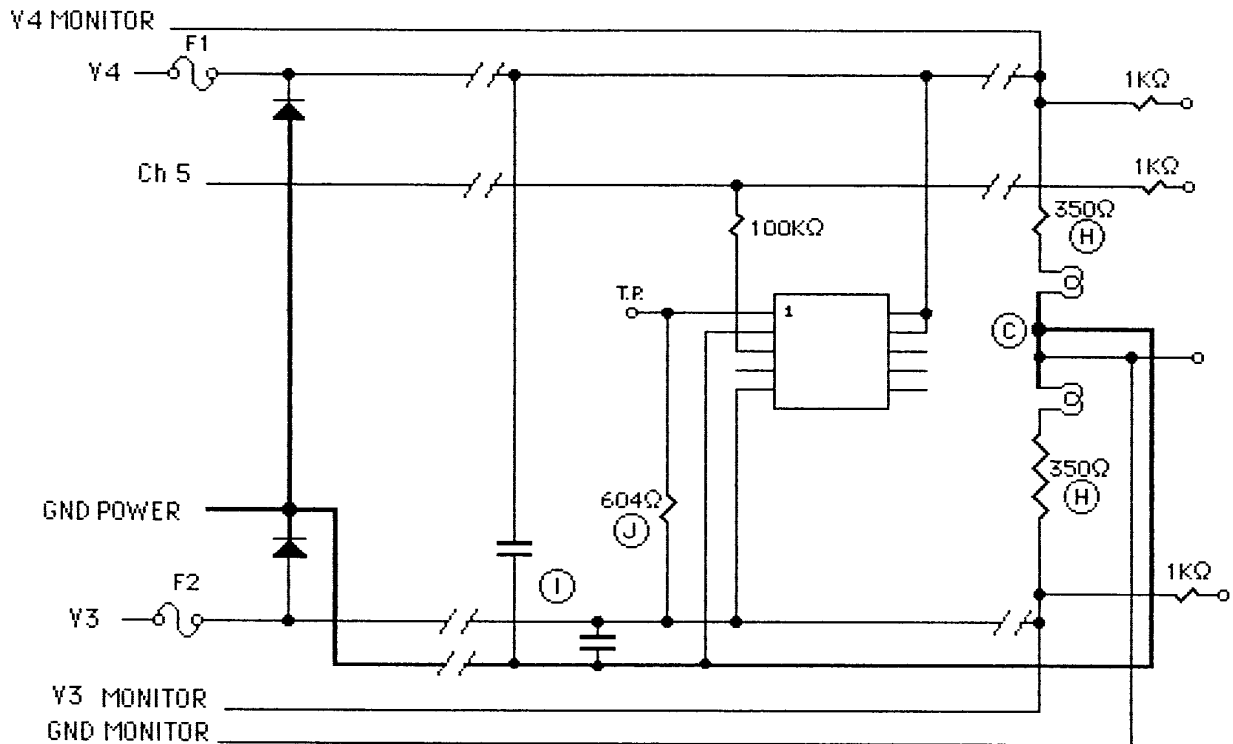 V4 MONITOR
F1
V4
1KΩ
Ch 5
1KΩ
350Ω
H
100KΩ
T.P.
1
C
350Ω
H
GND POWER
604Ω
J
F2
I
1KΩ
V3
V3 MONITOR
GND MONITOR